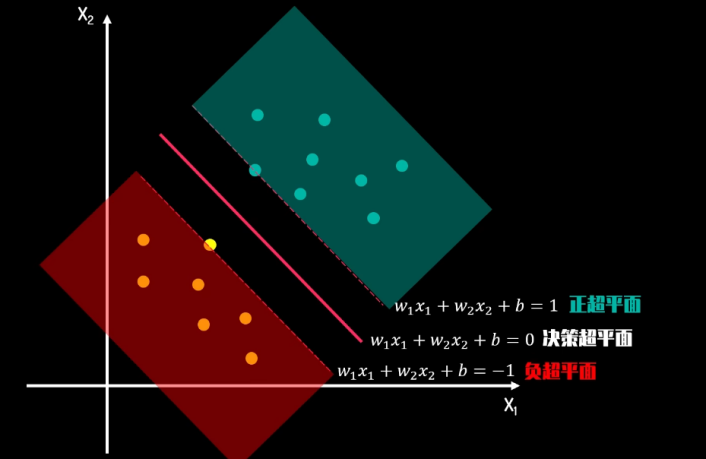 X₂
w₁x₁ + w₂x₂ + b = 1 正超平面
w₁x₁ + w₂x₂ + b = 0 决策超平面
w₁x₁ + w₂x₂ + b = −1 负超平面
X₁